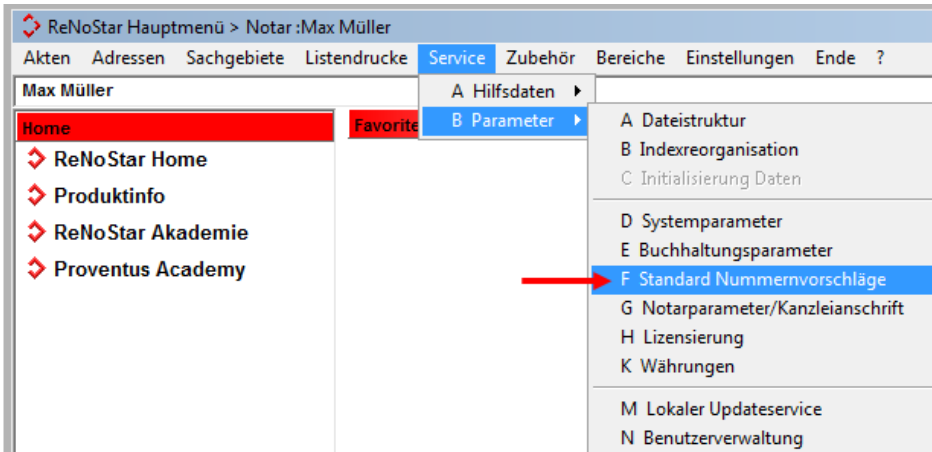 ReNoStar Hauptmenü > Notar :Max Müller
Akten Adressen Sachgebiete Listendrucke Service Zubehör Bereiche Einstellungen Ende ?
Max Müller
A Hilfsdaten
B Parameter
Home
Favorite
ReNoStar Home
Produktinfo
ReNoStar Akademie
Proventus Academy
A Dateistruktur
B Indexreorganisation
C Initialisierung Daten
D Systemparameter
E Buchhaltungsparameter
F Standard Nummernvorschläge
G Notarparameter/Kanzleianschrift
H Lizensierung
K Währungen
M Lokaler Updateservice
N Benutzerverwaltung